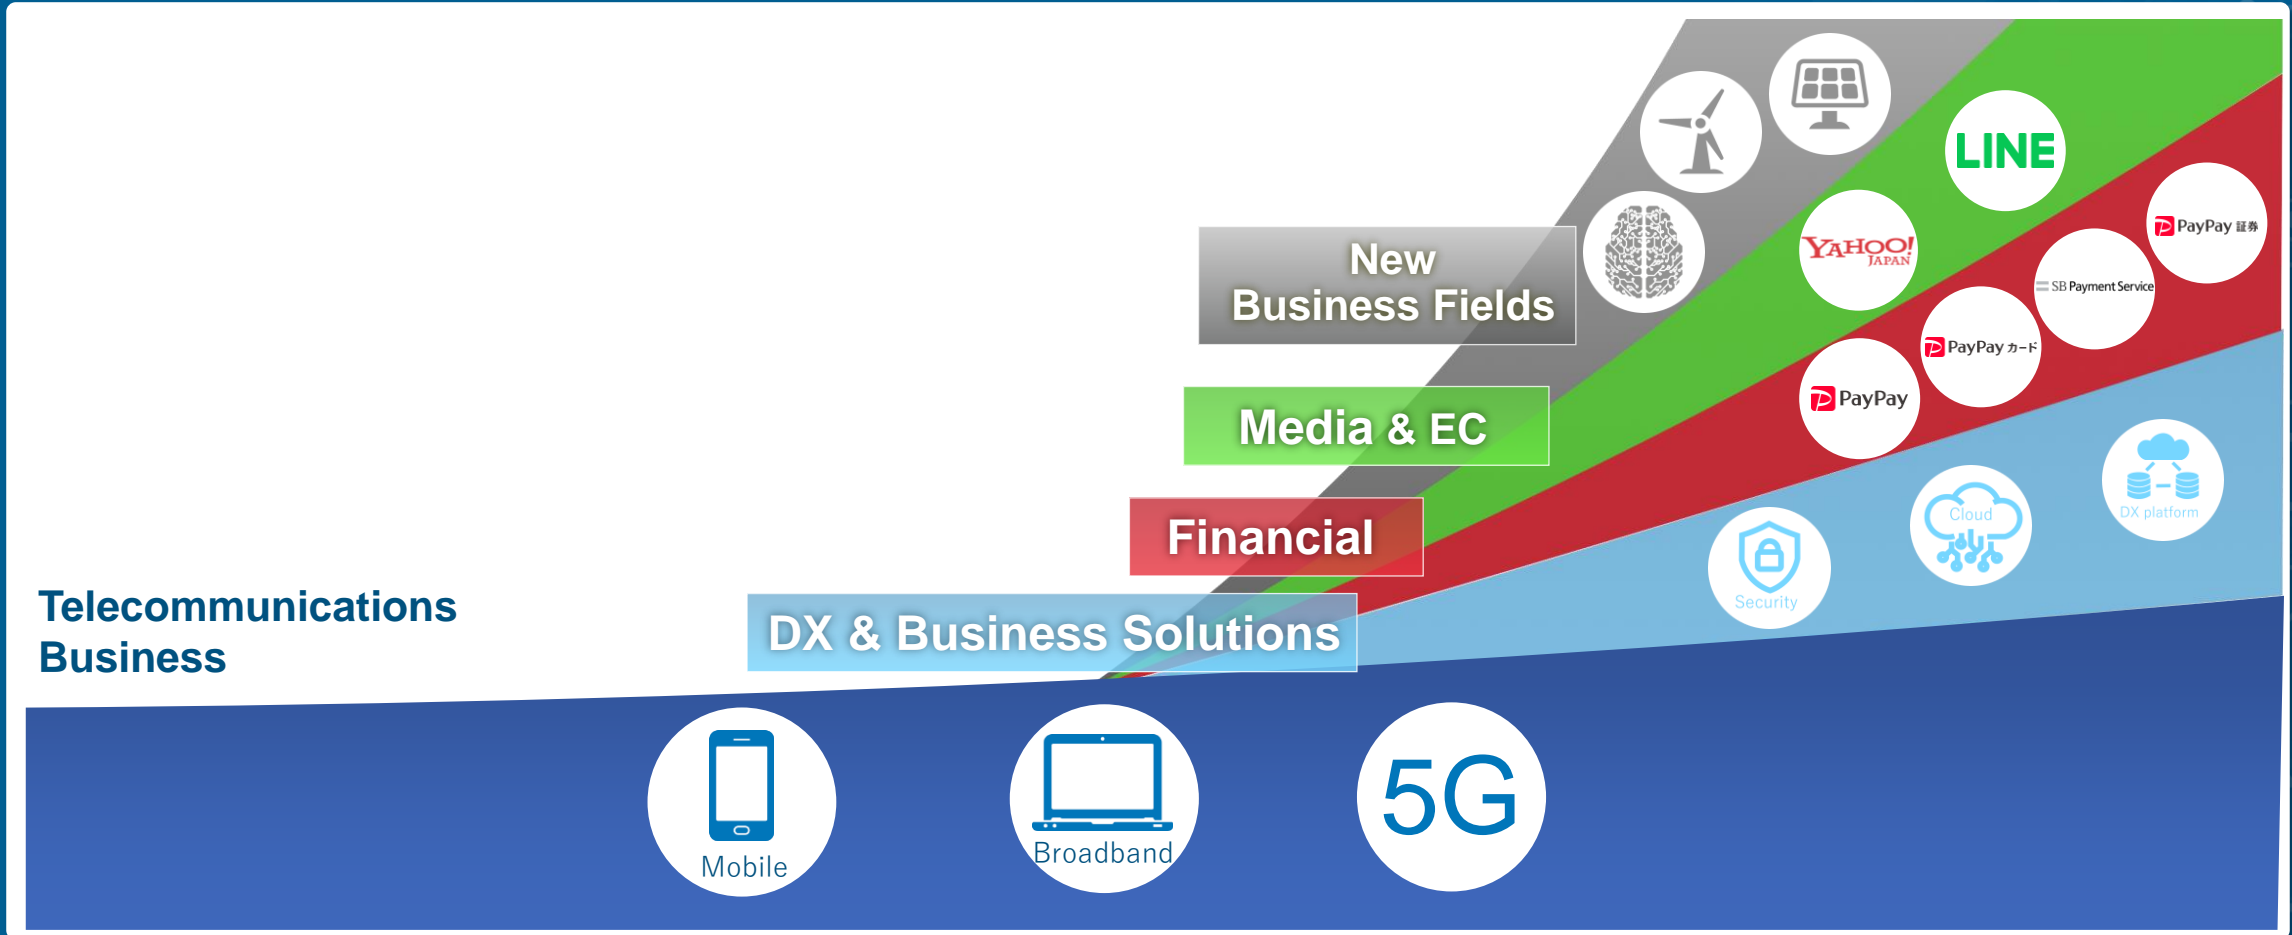 LINE
YAHOO!
JAPAN
PayPay 証券
SB Payment Service
PayPay カード
PayPay
New
Business Fields
Media & EC
Financial
DX & Business Solutions
Cloud
DX platform
Security
Telecommunications
Business
Mobile
Broadband
5G